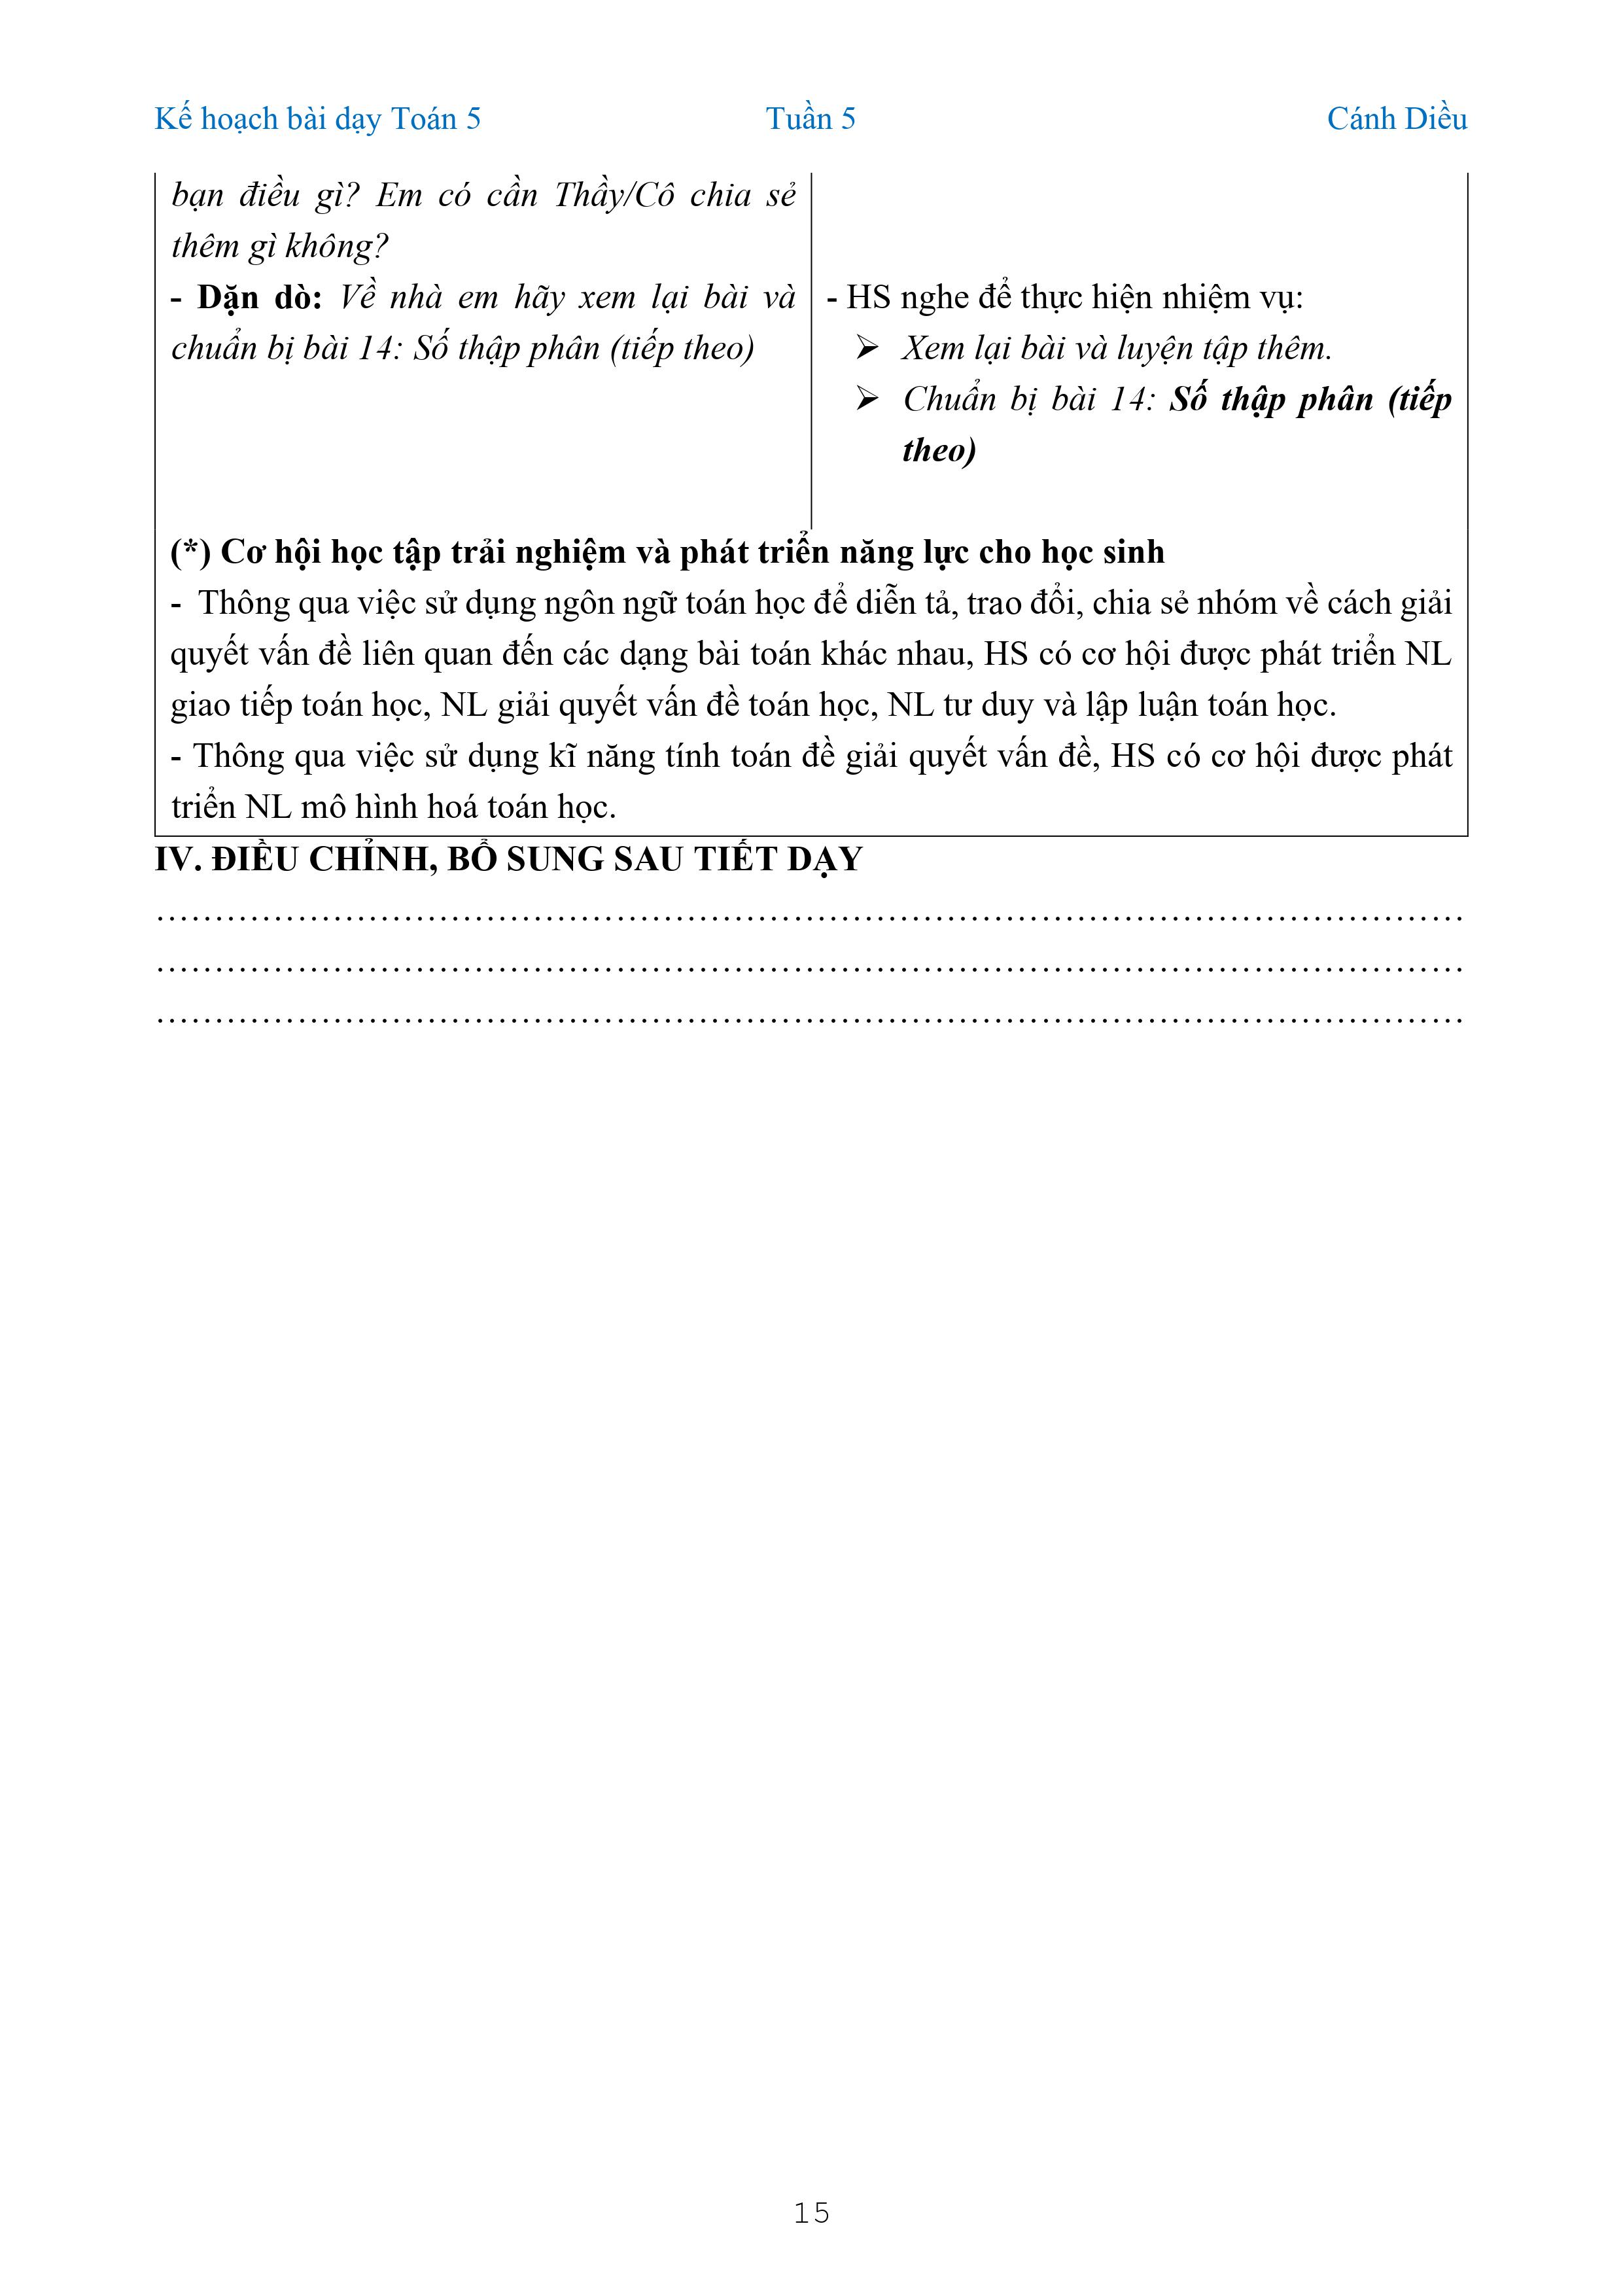 Kế hoạch bài dạy Toán 5 Tuần 5 Cánh Diều
bạn điều gì? Em có cần Thầy/Cô chia sẻ
thêm gì không?
- Dặn dò: Về nhà em hãy xem lại bài và
chuẩn bị bài 14: Số thập phân (tiếp theo)
- HS nghe để thực hiện nhiệm vụ:
➢ Xem lại bài và luyện tập thêm.
➢ Chuẩn bị bài 14: Số thập phân (tiếp
theo)
(*) Cơ hội học tập trải nghiệm và phát triển năng lực cho học sinh
- Thông qua việc sử dụng ngôn ngữ toán học để diễn tả, trao đổi, chia sẻ nhóm về cách giải
quyết vấn đề liên quan đến các dạng bài toán khác nhau, HS có cơ hội được phát triển NL
giao tiếp toán học, NL giải quyết vấn đề toán học, NL tư duy và lập luận toán học.
- Thông qua việc sử dụng kĩ năng tính toán đề giải quyết vấn đề, HS có cơ hội được phát
triển NL mô hình hoá toán học.
IV. ĐIỀU CHỈNH, BỔ SUNG SAU TIẾT DẠY
……………………………………………………………………………………………
……………………………………………………………………………………………
……………………………………………………………………………………………
15